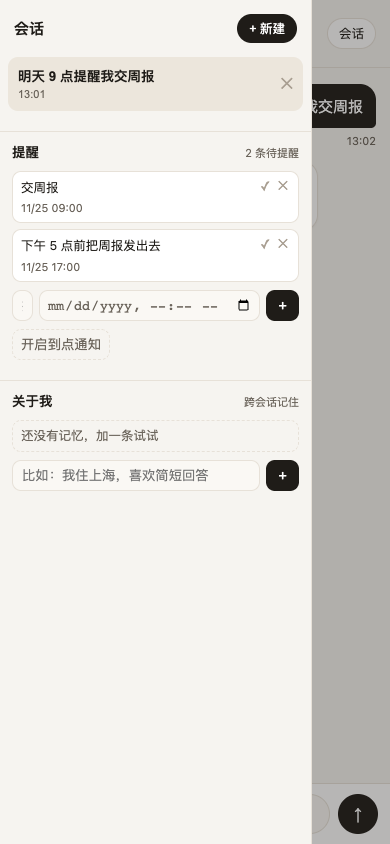 会话
+ 新建
会话
明天 9 点提醒我交周报
13:01
我交周报
13:02
提醒
2 条待提醒
交周报
11/25 09:00
下午 5 点前把周报发出去
11/25 17:00
mm/dd/yyyy, --:-- --
+
开启到点通知
关于我
跨会话记住
还没有记忆，加一条试试
比如：我住上海，喜欢简短回答
+